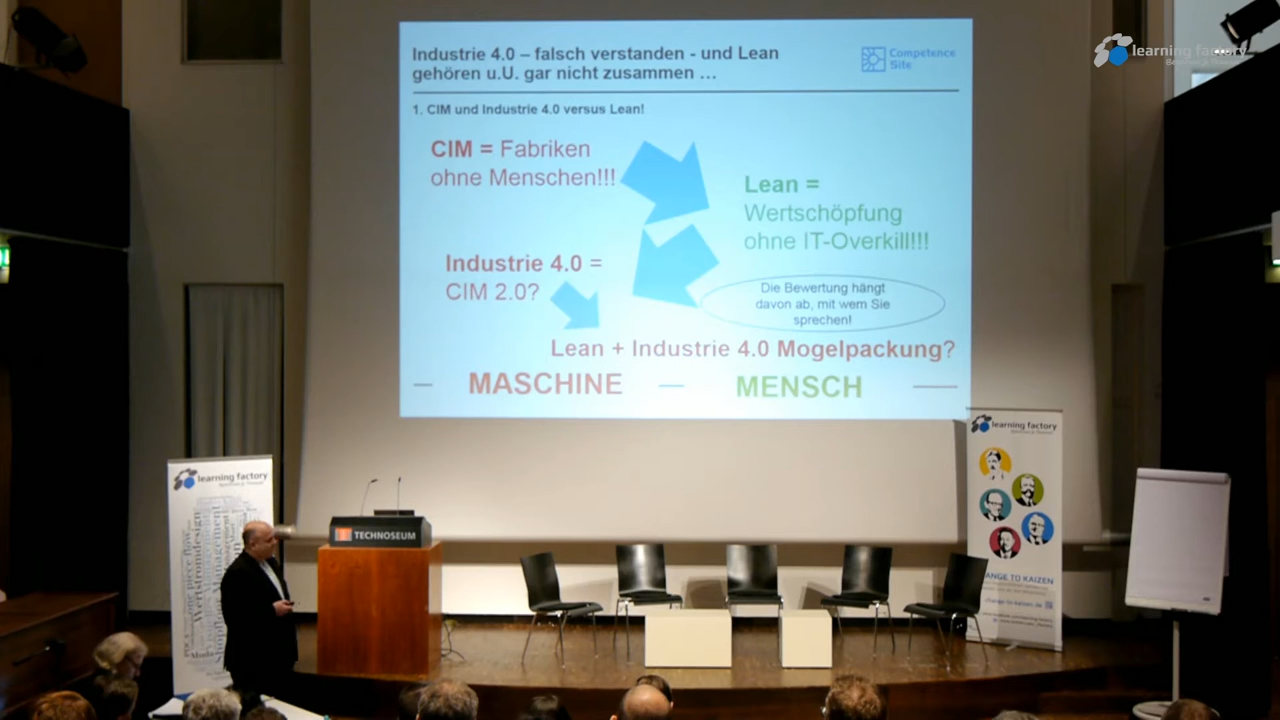 Industrie 4.0 – falsch verstanden - und Lean
gehören u.U. gar nicht zusammen …
Competence
Site
1. CIM und Industrie 4.0 versus Lean!
CIM = Fabriken
ohne Menschen!!!
Lean =
Wertschöpfung
ohne IT-Overkill!!!
Industrie 4.0 =
CIM 2.0?
Die Bewertung hängt
davon ab, mit wem Sie
sprechen!
Lean + Industrie 4.0 Mogelpackung?
MASCHINE
MENSCH
learning factory
learning factory
Wertstromdesign
Shopfloor Management
TECHNOSEUM
learning factory
ANGE TO KAIZEN